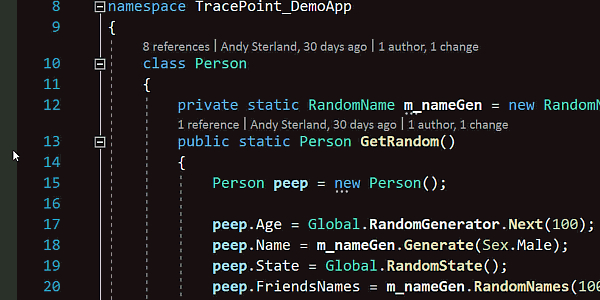 8 namespace TracePoint_DemoApp
9 {
8 references | Andy Sterland, 30 days ago | 1 author, 1 change
10 class Person
11 {
12 private static RandomName m_nameGen = new
1 reference | Andy Sterland, 30 days ago | 1 author, 1 change
13 public static Person GetRandom()
14 {
15 Person peep = new Person();
16
17 peep.Age = Global.RandomGenerator.Next(100);
18 peep.Name = m_nameGen.Generate(Sex.Male);
19 peep.State = Global.RandomState();
20 peep.FriendsNames = m_nameGen.RandomNames(100